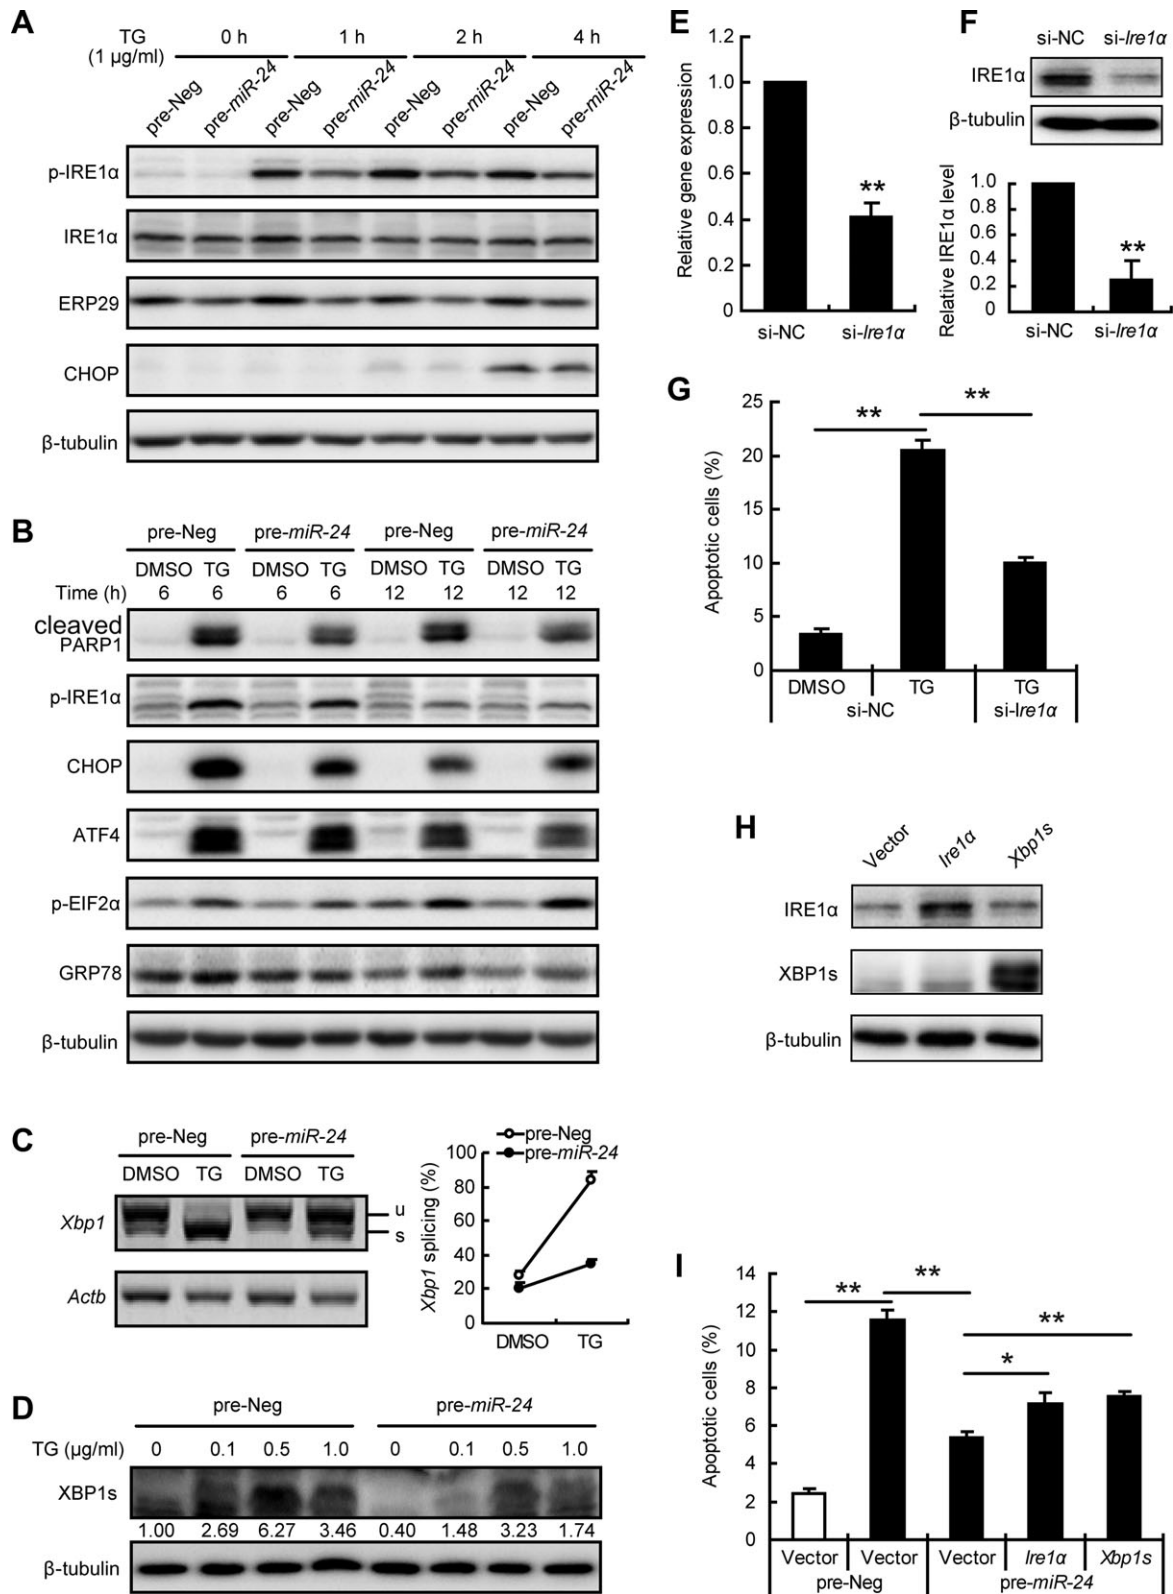 A
TG 0 h 1 h 2 h 4 h
(1 µg/ml)
pre-Neg pre-miR-24 pre-Neg pre-miR-24 pre-Neg pre-miR-24 pre-Neg pre-miR-24
p-IRE1α
IRE1α
ERP29
CHOP
β-tubulin
B
pre-Neg pre-miR-24 pre-Neg pre-miR-24
DMSO TG DMSO TG DMSO TG DMSO TG
Time (h) 6 6 6 6 12 12 12 12
cleaved
PARP1
p-IRE1α
CHOP
ATF4
p-EIF2α
GRP78
β-tubulin
C
pre-Neg pre-miR-24
DMSO TG DMSO TG
Xbp1
u
s
Actb
pre-Neg
pre-miR-24
Xbp1 splicing (%)
100
80
60
40
20
0
DMSO TG
D
pre-Neg pre-miR-24
TG (µg/ml) 0 0.1 0.5 1.0 0 0.1 0.5 1.0
XBP1s
1.00 2.69 6.27 3.46 0.40 1.48 3.23 1.74
β-tubulin
E
Relative gene expression
1.2
1.0
0.8
0.6
0.4
0.2
0
**
si-NC si-Ire1α
F
si-NC si-Ire1α
IRE1α
β-tubulin
Relative IRE1α level
1.0
0.8
0.6
0.4
0.2
0
**
si-NC si-Ire1α
G
Apoptotic cells (%)
25
20
15
10
5
0
** **
DMSO TG TG
si-NC si-Ire1α
H
Vector Ire1α Xbp1s
IRE1α
XBP1s
β-tubulin
I
Apoptotic cells (%)
14
12
10
8
6
4
2
0
** **
**
*
Vector Vector Vector Ire1α Xbp1s
pre-Neg pre-miR-24